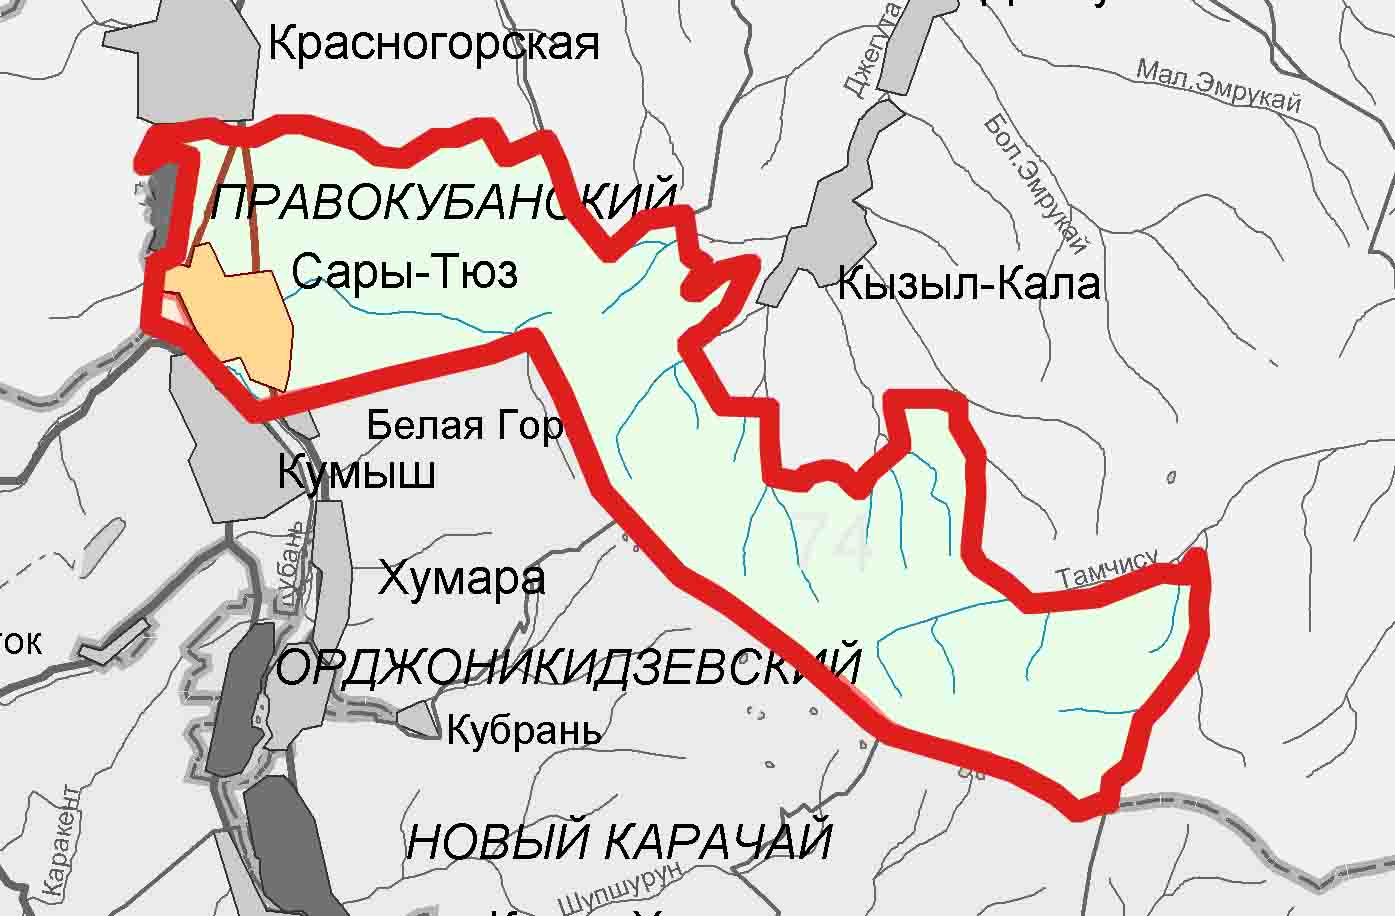 Красногорская
Джегута
Мал.Эмрукай
Бол.Эмрукай
ПРАВОКУБАНСКИЙ
Сары-Тюз
Кызыл-Кала
Белая Гор
Кумыш
74
Кубань
Хумара
Тамчису
ток
ОРДЖОНИКИДЗЕВСКИЙ
Кубрань
Каракент
НОВЫЙ КАРАЧАЙ
Шупшурун